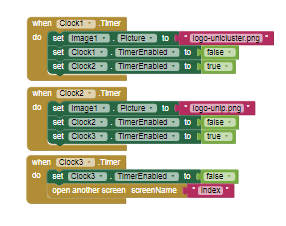 when Clock1 .Timer
do set Image1 . Picture to " logo-unicluster.png "
set Clock1 . TimerEnabled to false
set Clock2 . TimerEnabled to true
when Clock2 .Timer
do set Image1 . Picture to " logo-unip.png "
set Clock2 . TimerEnabled to false
set Clock3 . TimerEnabled to true
when Clock3 .Timer
do set Clock3 . TimerEnabled to false
open another screen screenName " Index "